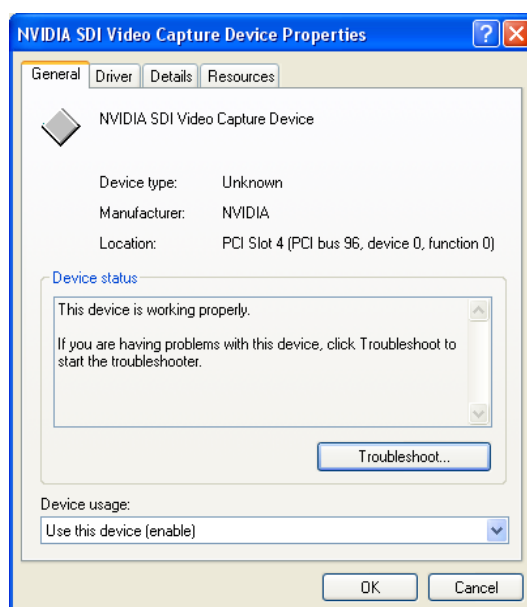 NVIDIA SDI Video Capture Device Properties
General Driver Details Resources
NVIDIA SDI Video Capture Device
Device type: Unknown
Manufacturer: NVIDIA
Location: PCI Slot 4 (PCI bus 96, device 0, function 0)
Device status
This device is working properly.
If you are having problems with this device, click Troubleshoot to
start the troubleshooter.
Troubleshoot...
Device usage:
Use this device (enable)
OK Cancel